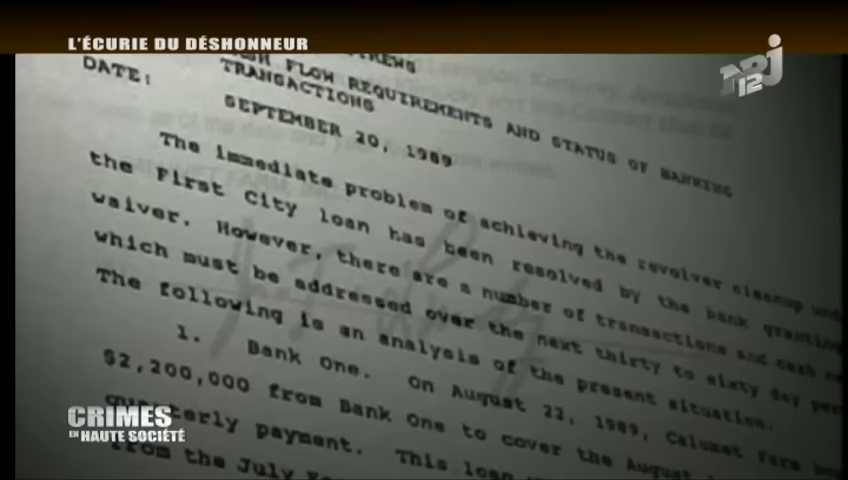 L'ÉCURIE DU DÉSHONNEUR
NRJ 12
CASH FLOW REQUIREMENTS AND STATUS OF BANKING
TRANSACTIONS
DATE: SEPTEMBER 20, 1989
The immediate problem of achieving the revolver cleanup
the First City loan has been resolved by the bank granting
waiver. However, there are a number of transactions and cash
which must be addressed over the next thirty to sixty day
The following is an analysis of the present situation.
1. Bank One. On August 22, 1989, Calumet Farm
$2,200,000 from Bank One to cover the August
quarterly payment. This loan
from the July
CRIMES
EN HAUTE SOCIÉTÉ